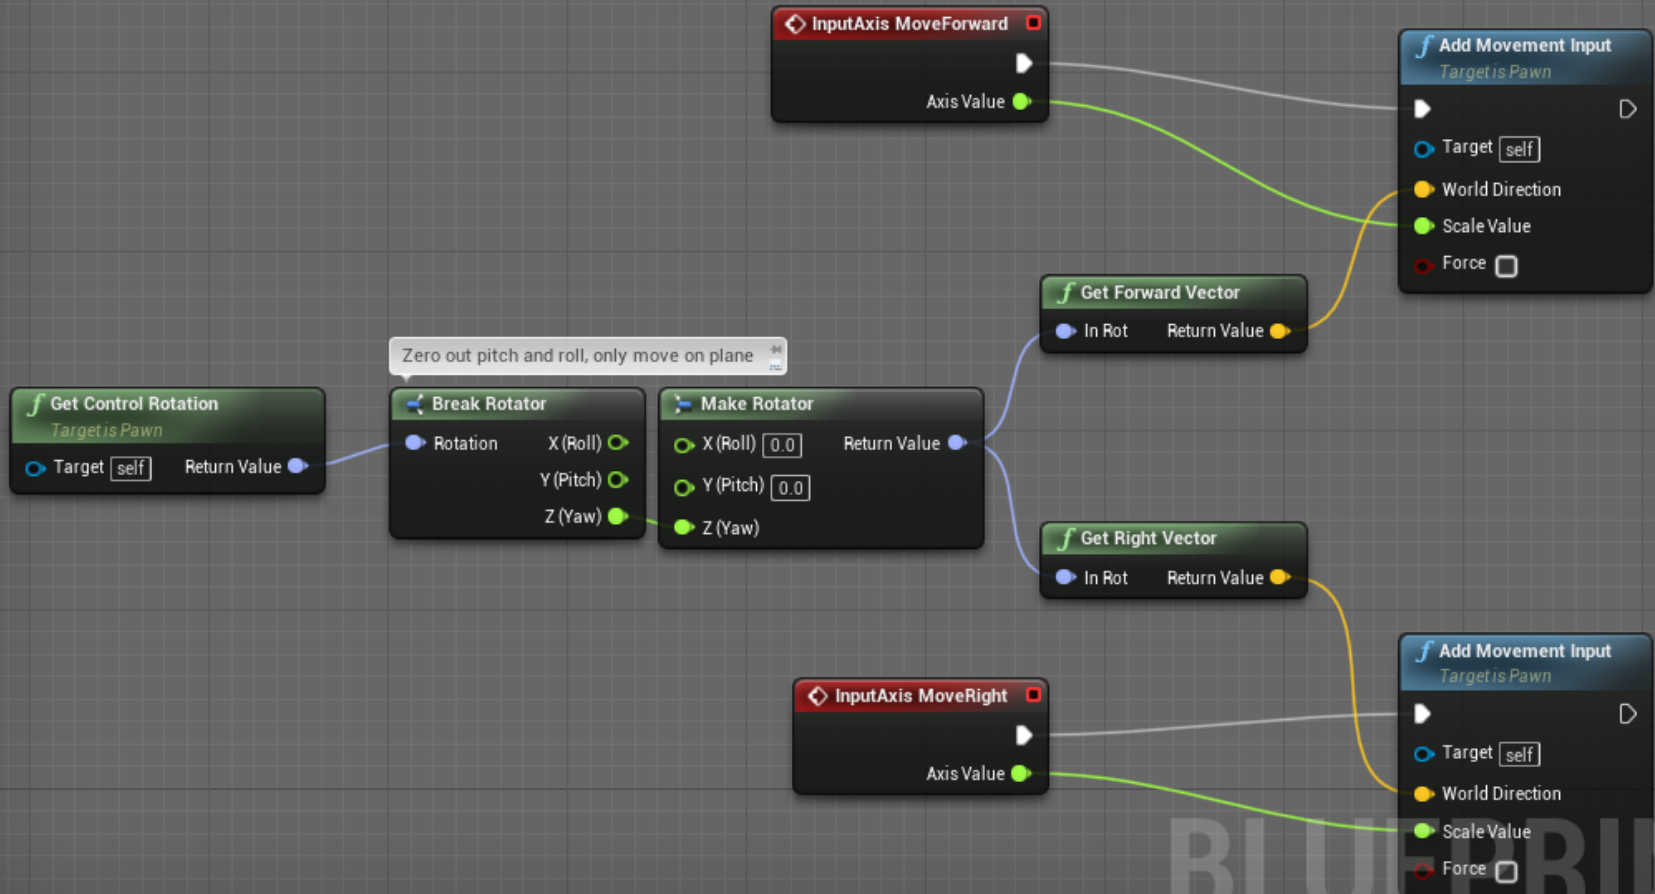 InputAxis MoveForward
Axis Value
Add Movement Input
Target is Pawn
Target self
World Direction
Scale Value
Force
Get Forward Vector
In Rot Return Value
Zero out pitch and roll, only move on plane
Get Control Rotation
Target is Pawn
Target self Return Value
Break Rotator
Rotation X (Roll)
Y (Pitch)
Z (Yaw)
Make Rotator
X (Roll) 0.0 Return Value
Y (Pitch) 0.0
Z (Yaw)
Get Right Vector
In Rot Return Value
InputAxis MoveRight
Axis Value
Add Movement Input
Target is Pawn
Target self
World Direction
Scale Value
Force
BLUEPRI